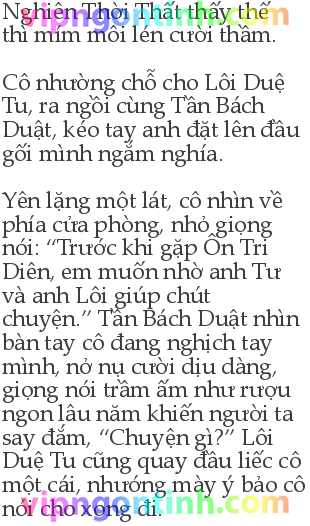 Nghiên Thời Thất thấy thế
thì mím môi lén cười thầm.
Cô nhường chỗ cho Lôi Duệ
Tu, ra ngồi cùng Tần Bách
Duật, kéo tay anh đặt lên đầu
gối mình ngắm nghía.
Yên lặng một lát, cô nhìn về
phía cửa phòng, nhỏ giọng
nói: “Trước khi gặp Ôn Tri
Diên, em muốn nhờ anh Tư
và anh Lôi giúp chút
chuyện.” Tần Bách Duật nhìn
bàn tay cô đang nghịch tay
mình, nở nụ cười dịu dàng,
giọng nói trầm ấm như rượu
ngon lâu năm khiến người ta
say đắm, “Chuyện gì?” Lôi
Duệ Tu cũng quay đầu liếc cô
một cái, nhướng mày ý bảo cô
nói cho xong đi.
vipngontinh.com
vipngontinh.com
vipngontinh.com